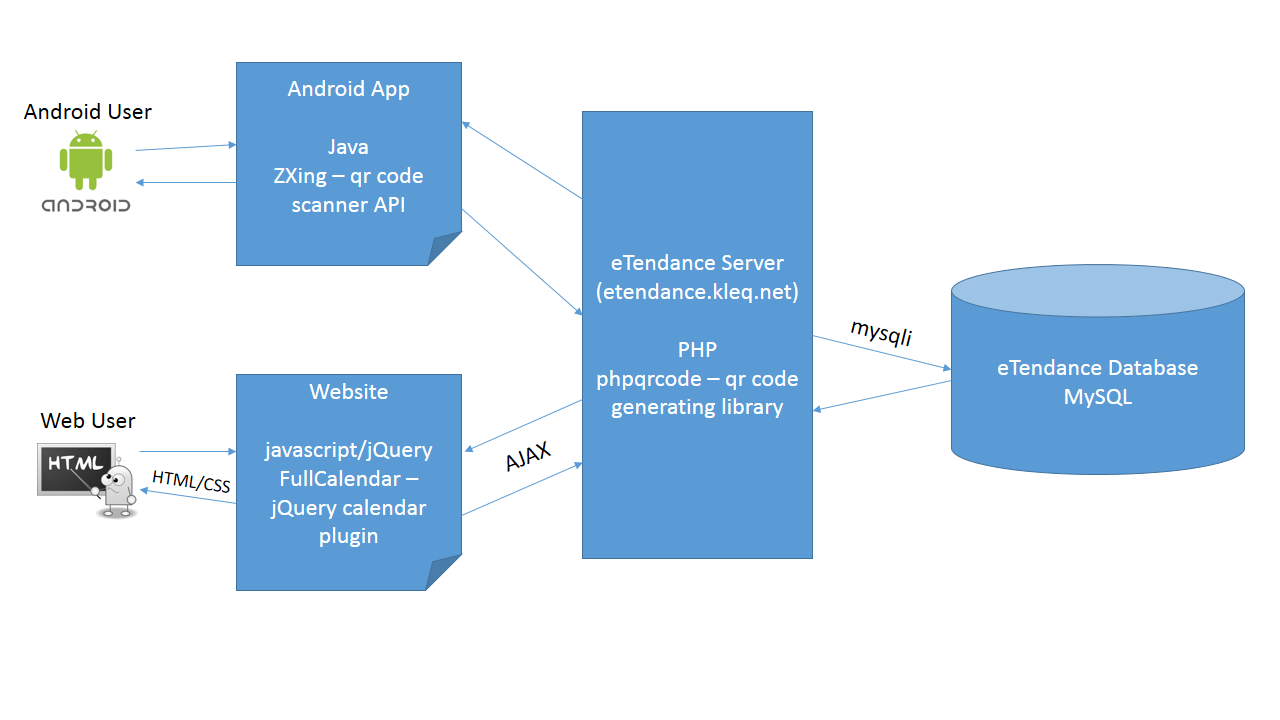 Android User
ANDROID
Android App
Java
ZXing – qr code
scanner API
Web User
HTML
HTML/CSS
Website
javascript/jQuery
FullCalendar –
jQuery calendar
plugin
AJAX
eTendance Server
(etendance.kleq.net)
PHP
phpqrcode – qr code
generating library
mysqli
eTendance Database
MySQL